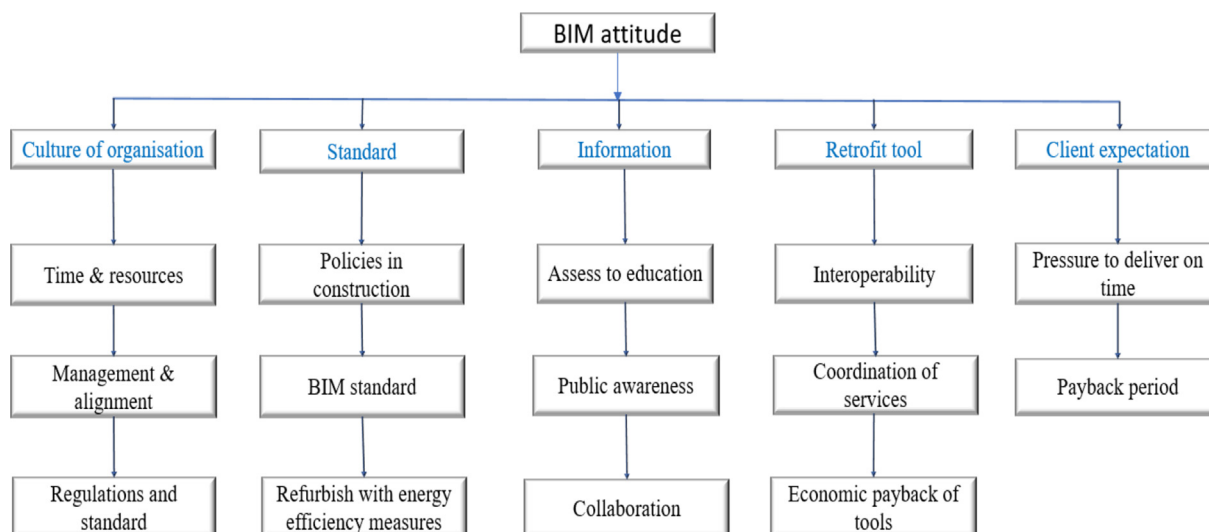 BIM attitude
Culture of organisation
Standard
Information
Retrofit tool
Client expectation
Time & resources
Policies in
construction
Assess to education
Interoperability
Pressure to deliver on
time
Management &
alignment
BIM standard
Public awareness
Coordination of
services
Payback period
Regulations and
standard
Refurbish with energy
efficiency measures
Collaboration
Economic payback of
tools